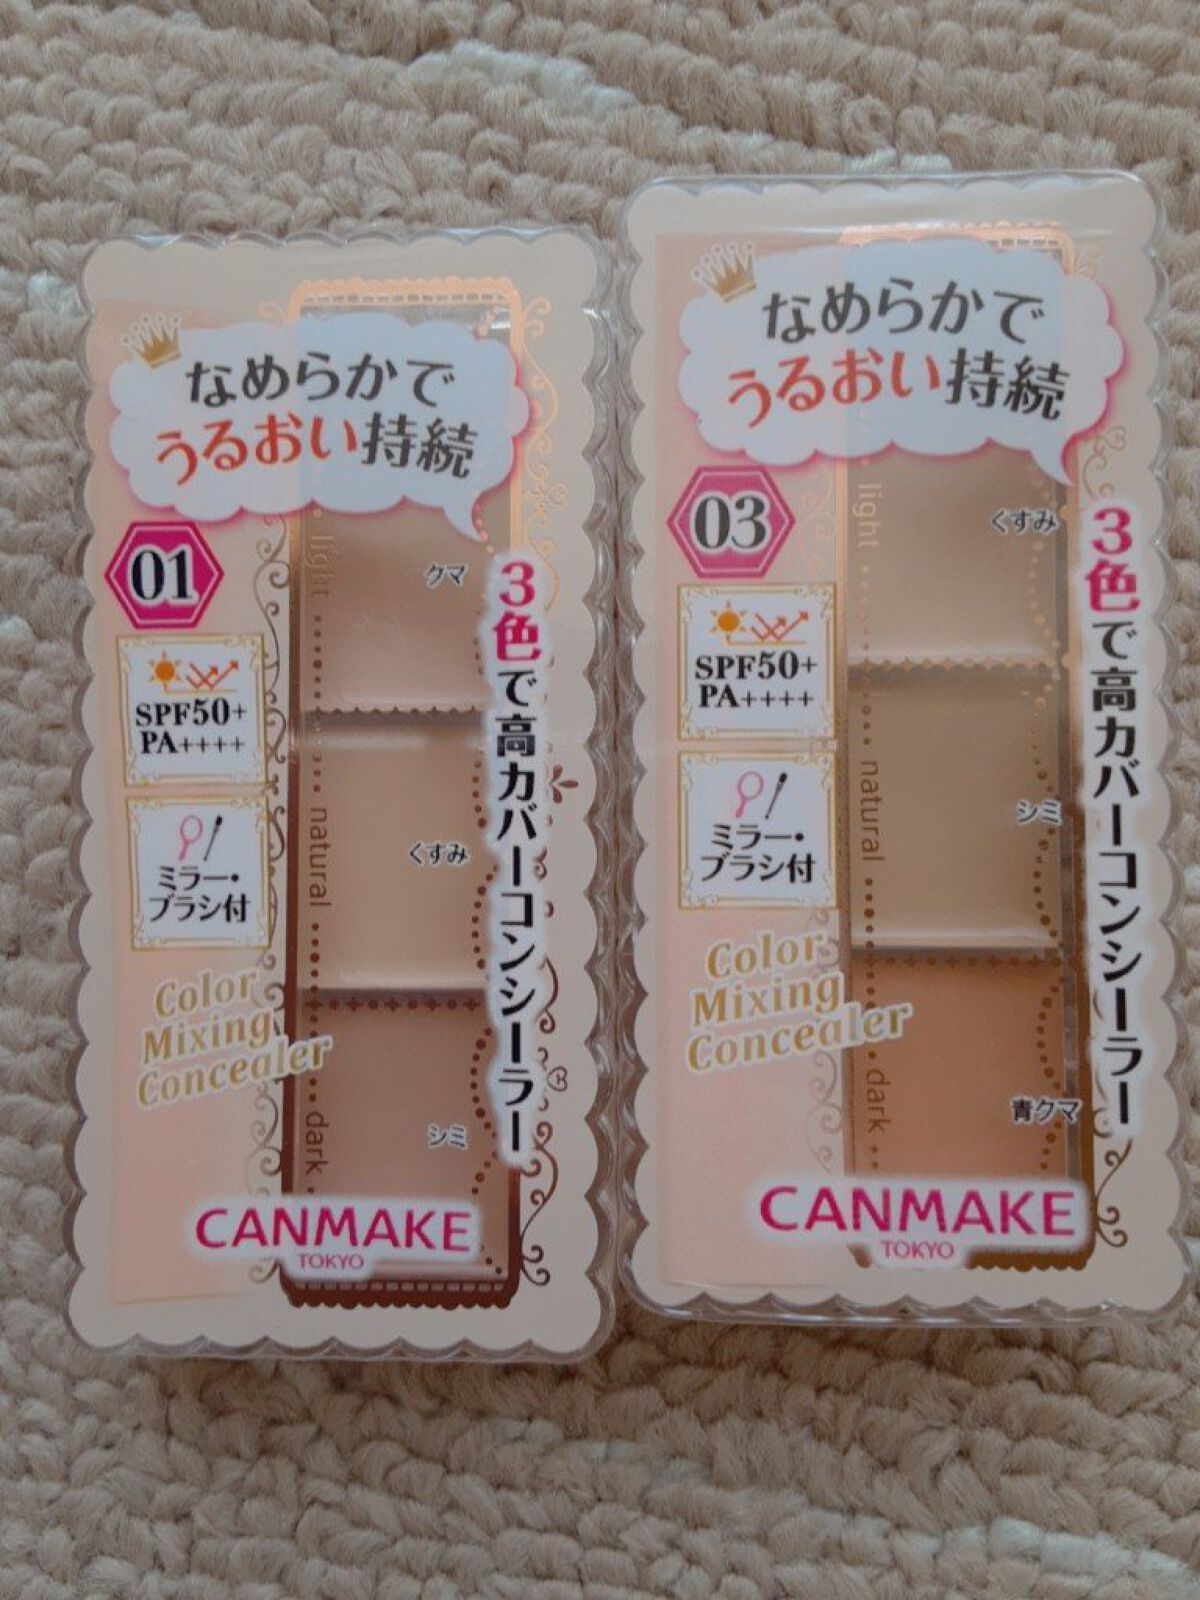 なめらかで
うるおい持続
01
SPF50+
PA++++
ミラー・
ブラシ付
Color
Mixing
Concealer
light
クマ
natural
くすみ
dark
シミ
3色で高カバーコンシーラー
CANMAKE
TOKYO
なめらかで
うるおい持続
03
SPF50+
PA++++
ミラー・
ブラシ付
Color
Mixing
Concealer
light
くすみ
natural
シミ
dark
青クマ
3色で高カバーコンシーラー
CANMAKE
TOKYO